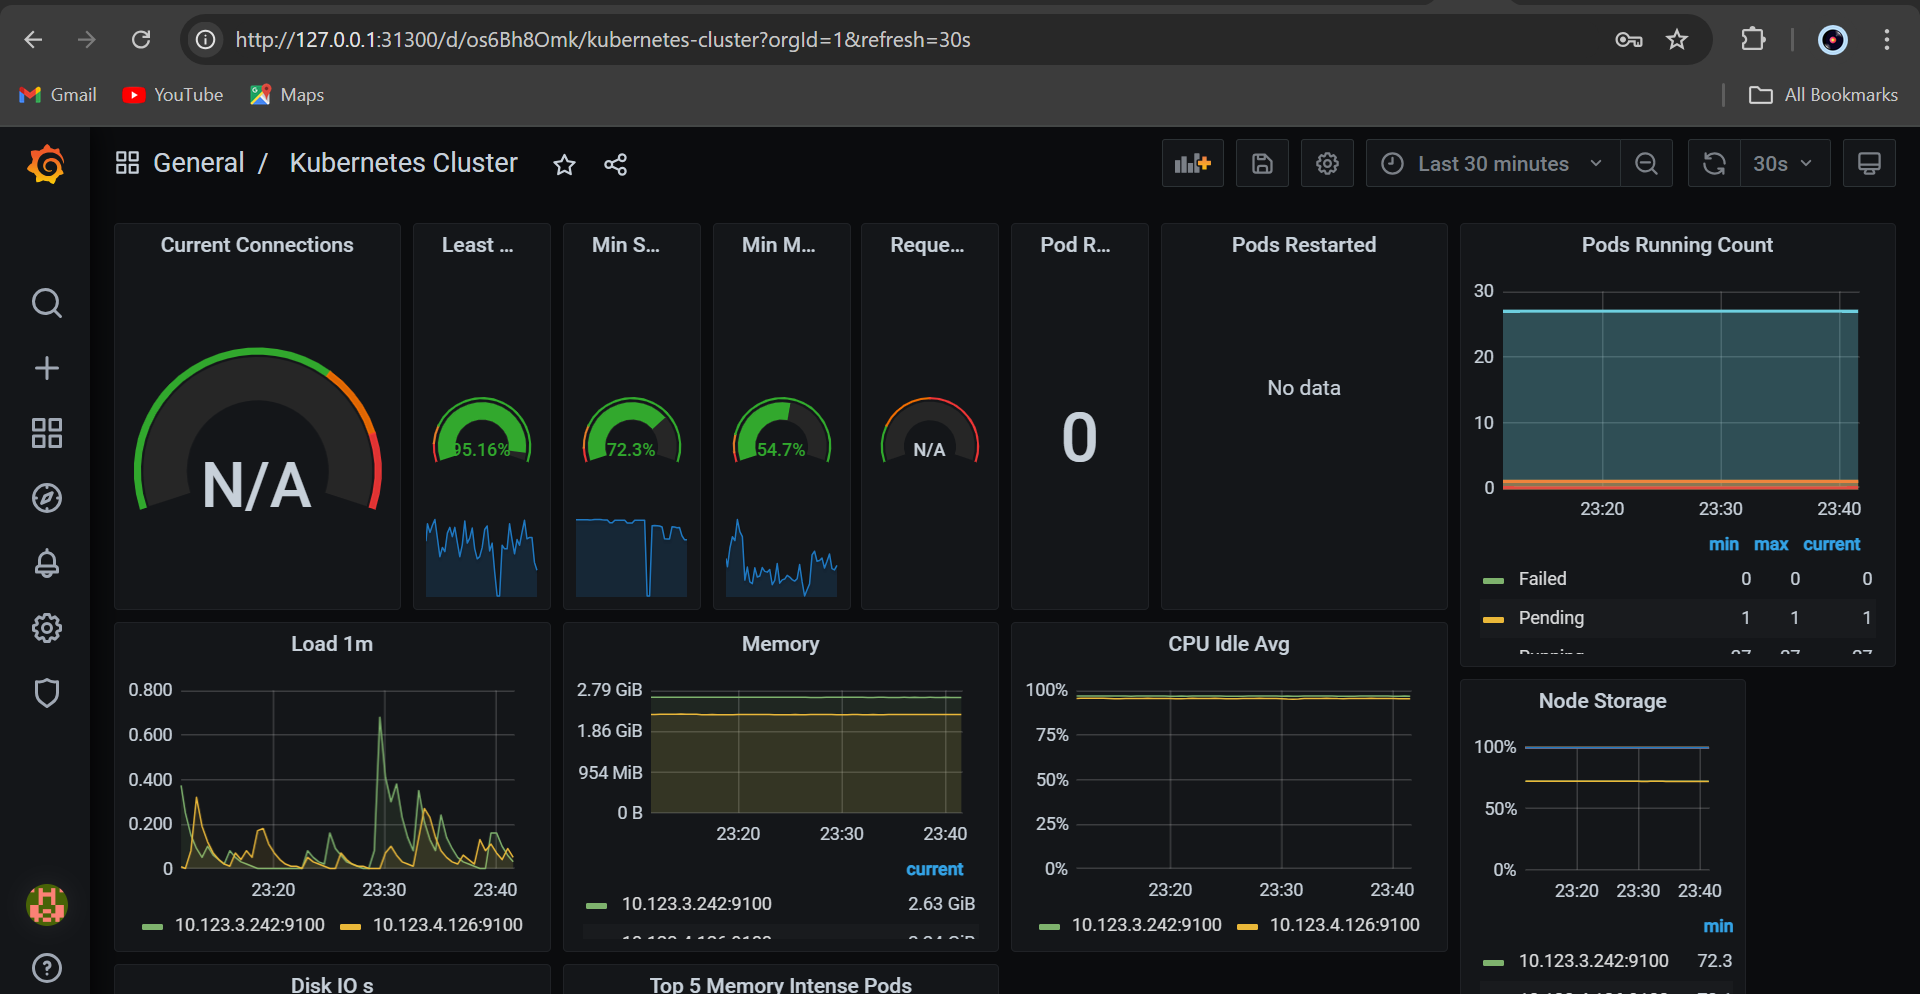 http://127.0.0.1:31300/d/os6Bh8Omk/kubernetes-cluster?orgId=1&refresh=30s
Gmail
YouTube
Maps
All Bookmarks
General / Kubernetes Cluster
Last 30 minutes
30s
Current Connections
N/A
Least ...
95.16%
Min S...
72.3%
Min M...
54.7%
Reque...
N/A
Pod R...
0
Pods Restarted
No data
Pods Running Count
30
20
10
0
23:20 23:30 23:40
min max current
Failed 0 0 0
Pending 1 1 1
Load 1m
0.800
0.600
0.400
0.200
0
23:20 23:30 23:40
10.123.3.242:9100 10.123.4.126:9100
Memory
2.79 GiB
1.86 GiB
954 MiB
0 B
23:20 23:30 23:40
current
10.123.3.242:9100 2.63 GiB
CPU Idle Avg
100%
75%
50%
25%
0%
23:20 23:30 23:40
10.123.3.242:9100 10.123.4.126:9100
Node Storage
100%
50%
0%
23:20 23:30 23:40
min
10.123.3.242:9100 72.3
Disk IO s
Top 5 Memory Intense Pods